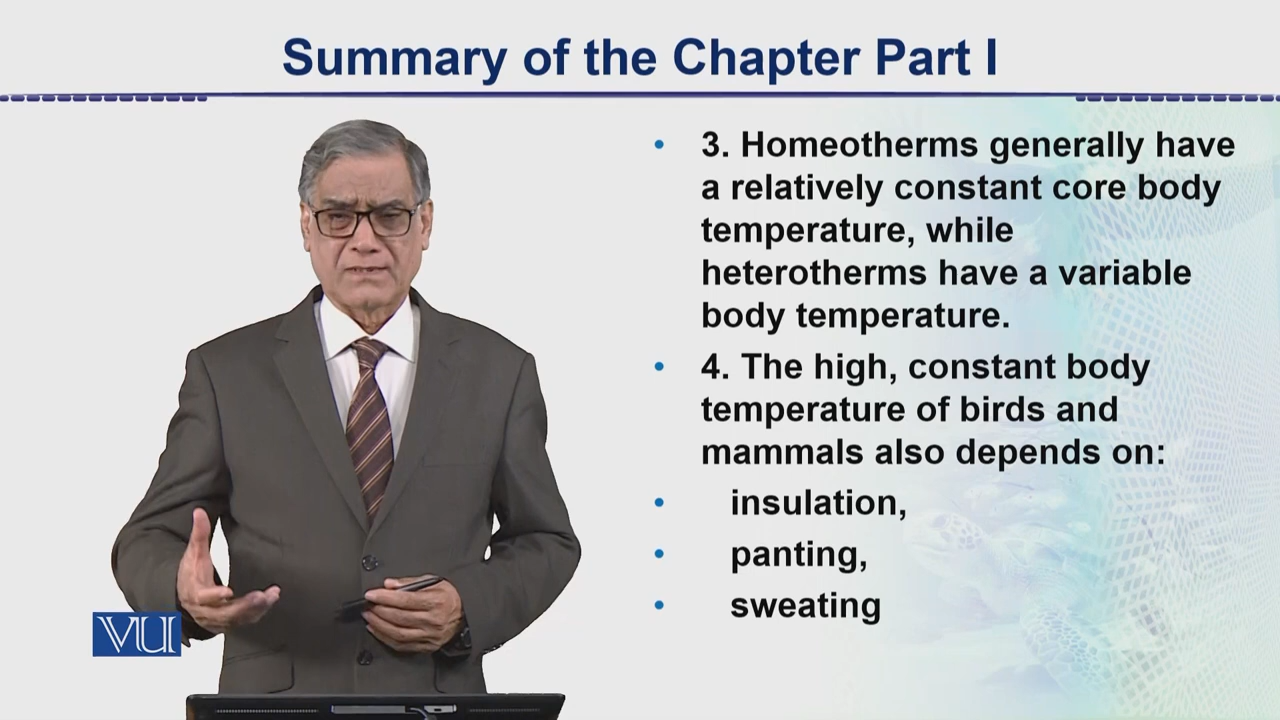 Summary of the Chapter Part I
• 3. Homeotherms generally have
a relatively constant core body
temperature, while
heterotherms have a variable
body temperature.
• 4. The high, constant body
temperature of birds and
mammals also depends on:
• insulation,
• panting,
• sweating
VU